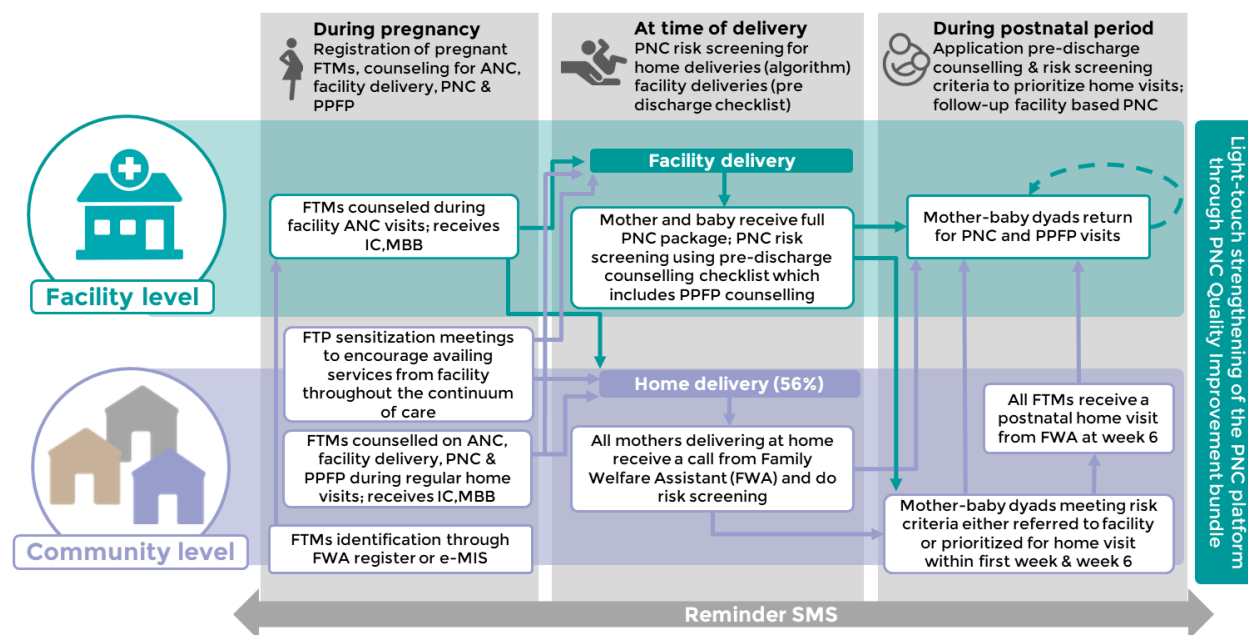 During pregnancy
Registration of pregnant
FTMs, counseling for ANC,
facility delivery, PNC &
PPFP
At time of delivery
PNC risk screening for
home deliveries (algorithm)
facility deliveries (pre
discharge checklist)
During postnatal period
Application pre-discharge
counselling & risk screening
criteria to prioritize home visits;
follow-up facility based PNC
Facility level
FTMs counseled during
facility ANC visits; receives
IC,MBB
Facility delivery
Mother and baby receive full
PNC package; PNC risk
screening using pre-discharge
counselling checklist which
includes PPFP counselling
Mother-baby dyads return
for PNC and PPFP visits
Community level
FTP sensitization meetings
to encourage availing
services from facility
throughout the continuum
of care
FTMs counselled on ANC,
facility delivery, PNC &
PPFP during regular home
visits; receives IC,MBB
FTMs identification through
FWA register or e-MIS
Home delivery (56%)
All mothers delivering at home
receive a call from Family
Welfare Assistant (FWA) and do
risk screening
All FTMs receive a
postnatal home visit
from FWA at week 6
Mother-baby dyads meeting risk
criteria either referred to facility
or prioritized for home visit
within first week & week 6
Light-touch strengthening of the PNC platform
through PNC Quality Improvement bundle
Reminder SMS